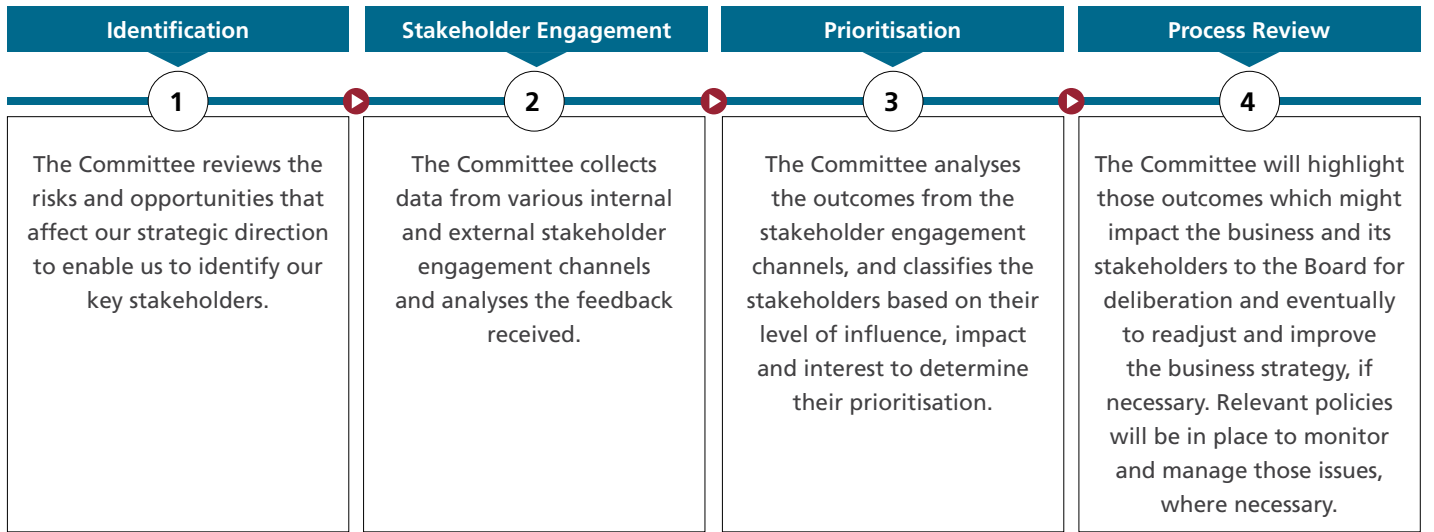 Identification
1
The Committee reviews the
risks and opportunities that
affect our strategic direction
to enable us to identify our
key stakeholders.
Stakeholder Engagement
2
The Committee collects
data from various internal
and external stakeholder
engagement channels
and analyses the feedback
received.
Prioritisation
3
The Committee analyses
the outcomes from the
stakeholder engagement
channels, and classifies the
stakeholders based on their
level of influence, impact
and interest to determine
their prioritisation.
Process Review
4
The Committee will highlight
those outcomes which might
impact the business and its
stakeholders to the Board for
deliberation and eventually
to readjust and improve
the business strategy, if
necessary. Relevant policies
will be in place to monitor
and manage those issues,
where necessary.